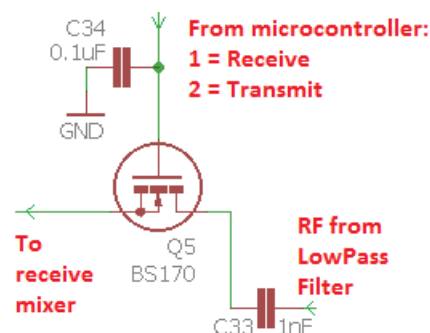 C34
0.1uF
GND
From microcontroller:
1 = Receive
2 = Transmit
To
receive
mixer
Q5
BS170
RF from
LowPass
Filter
C33
1nF